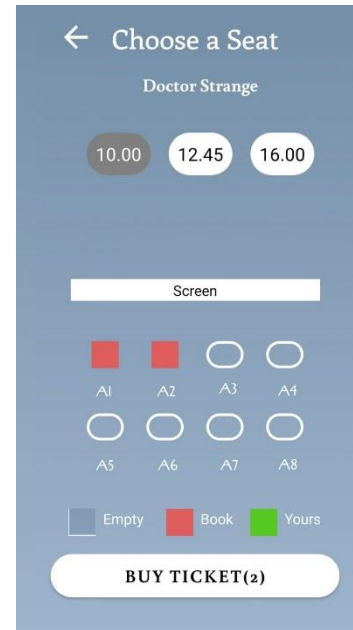 Choose a Seat
Doctor Strange
10.00 12.45 16.00
Screen
A1 A2 A3 A4
A5 A6 A7 A8
Empty Book Yours
BUY TICKET(2)